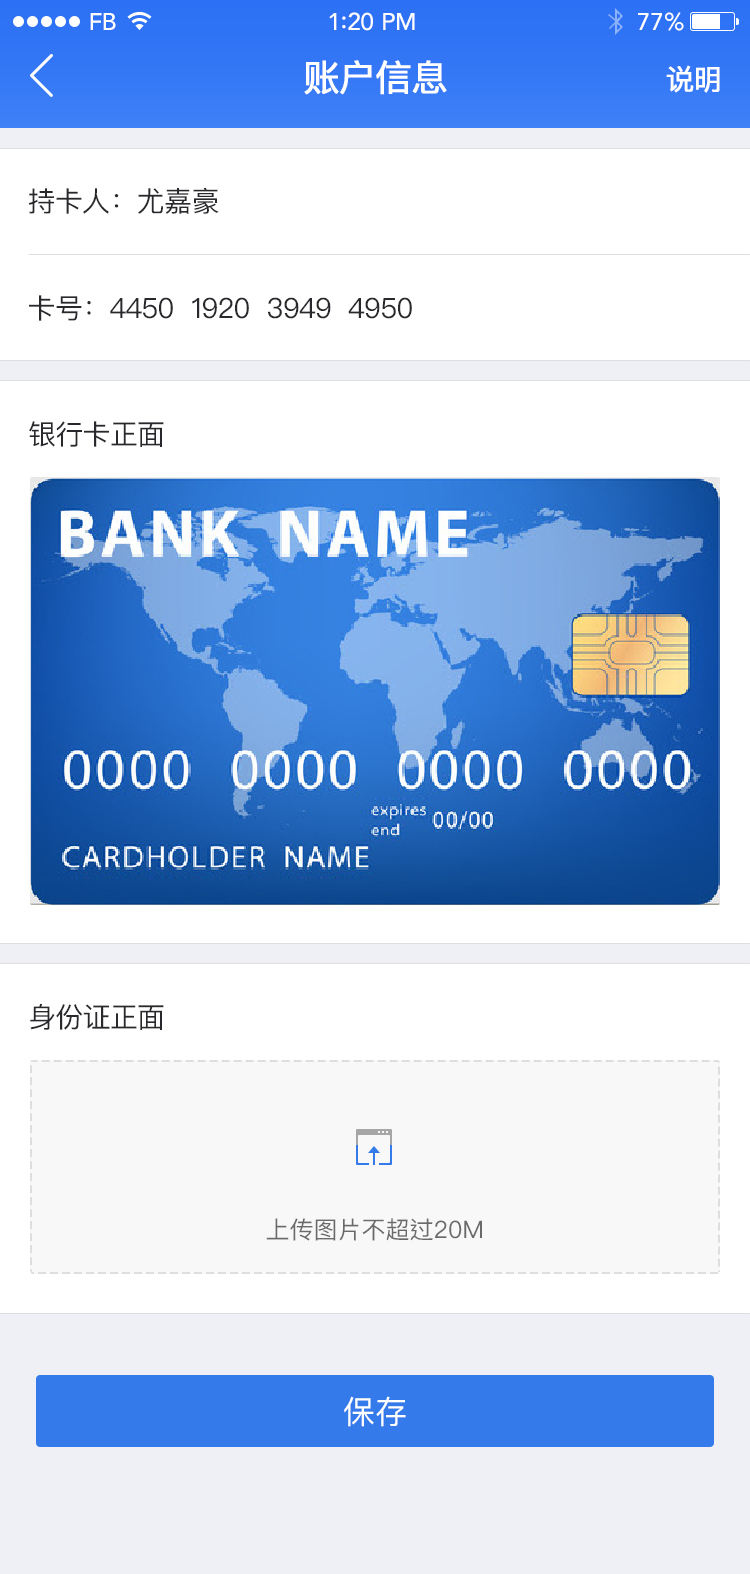 FB 1:20 PM 77%
账户信息 说明
持卡人：尤嘉豪
卡号：4450 1920 3949 4950
银行卡正面
BANK NAME
0000 0000 0000 0000
expires
end 00/00
CARDHOLDER NAME
身份证正面
上传图片不超过20M
保存